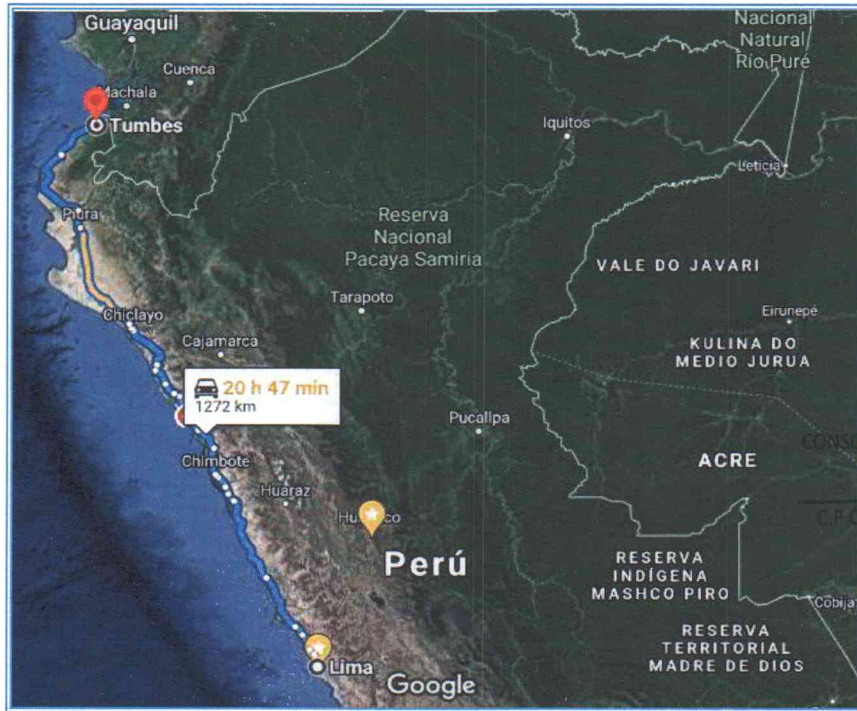 Nacional
Natural
Río Puré
Guayaquil
Cuenca
Machala
Tumbes
Iquitos
Leticia
Piura
Reserva
Nacional
Pacaya Samiria
VALE DO JAVARI
Tarapoto
Chiclayo
Eirunepé
Cajamarca
KULINA DO
MEDIO JURUA
20 h 47 min
1272 km
Pucallpa
Chimbote
ACRE
Huaraz
Perú
RESERVA
INDÍGENA
MASHCO PIRO
Cobija
RESERVA
TERRITORIAL
MADRE DE DIOS
Lima
Google